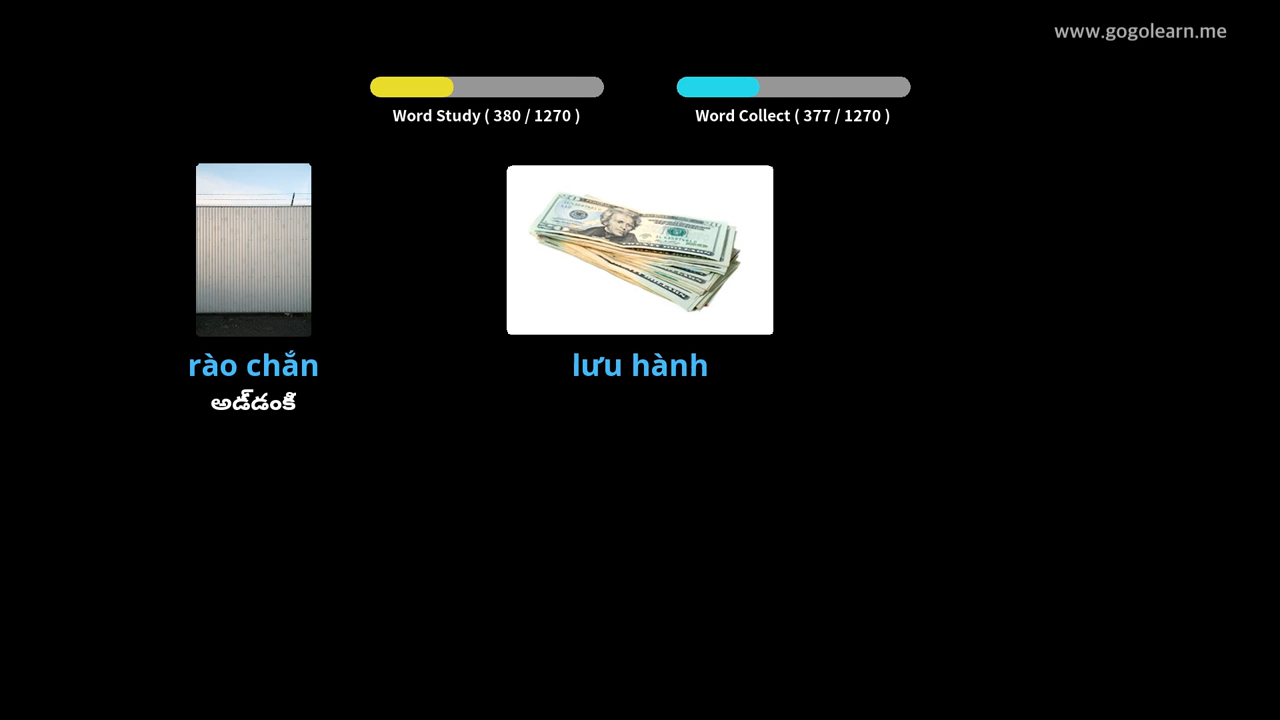 www.gogolearn.me
Word Study ( 380 / 1270 )
Word Collect ( 377 / 1270 )
rào chắn
lưu hành
అడ్డంకి